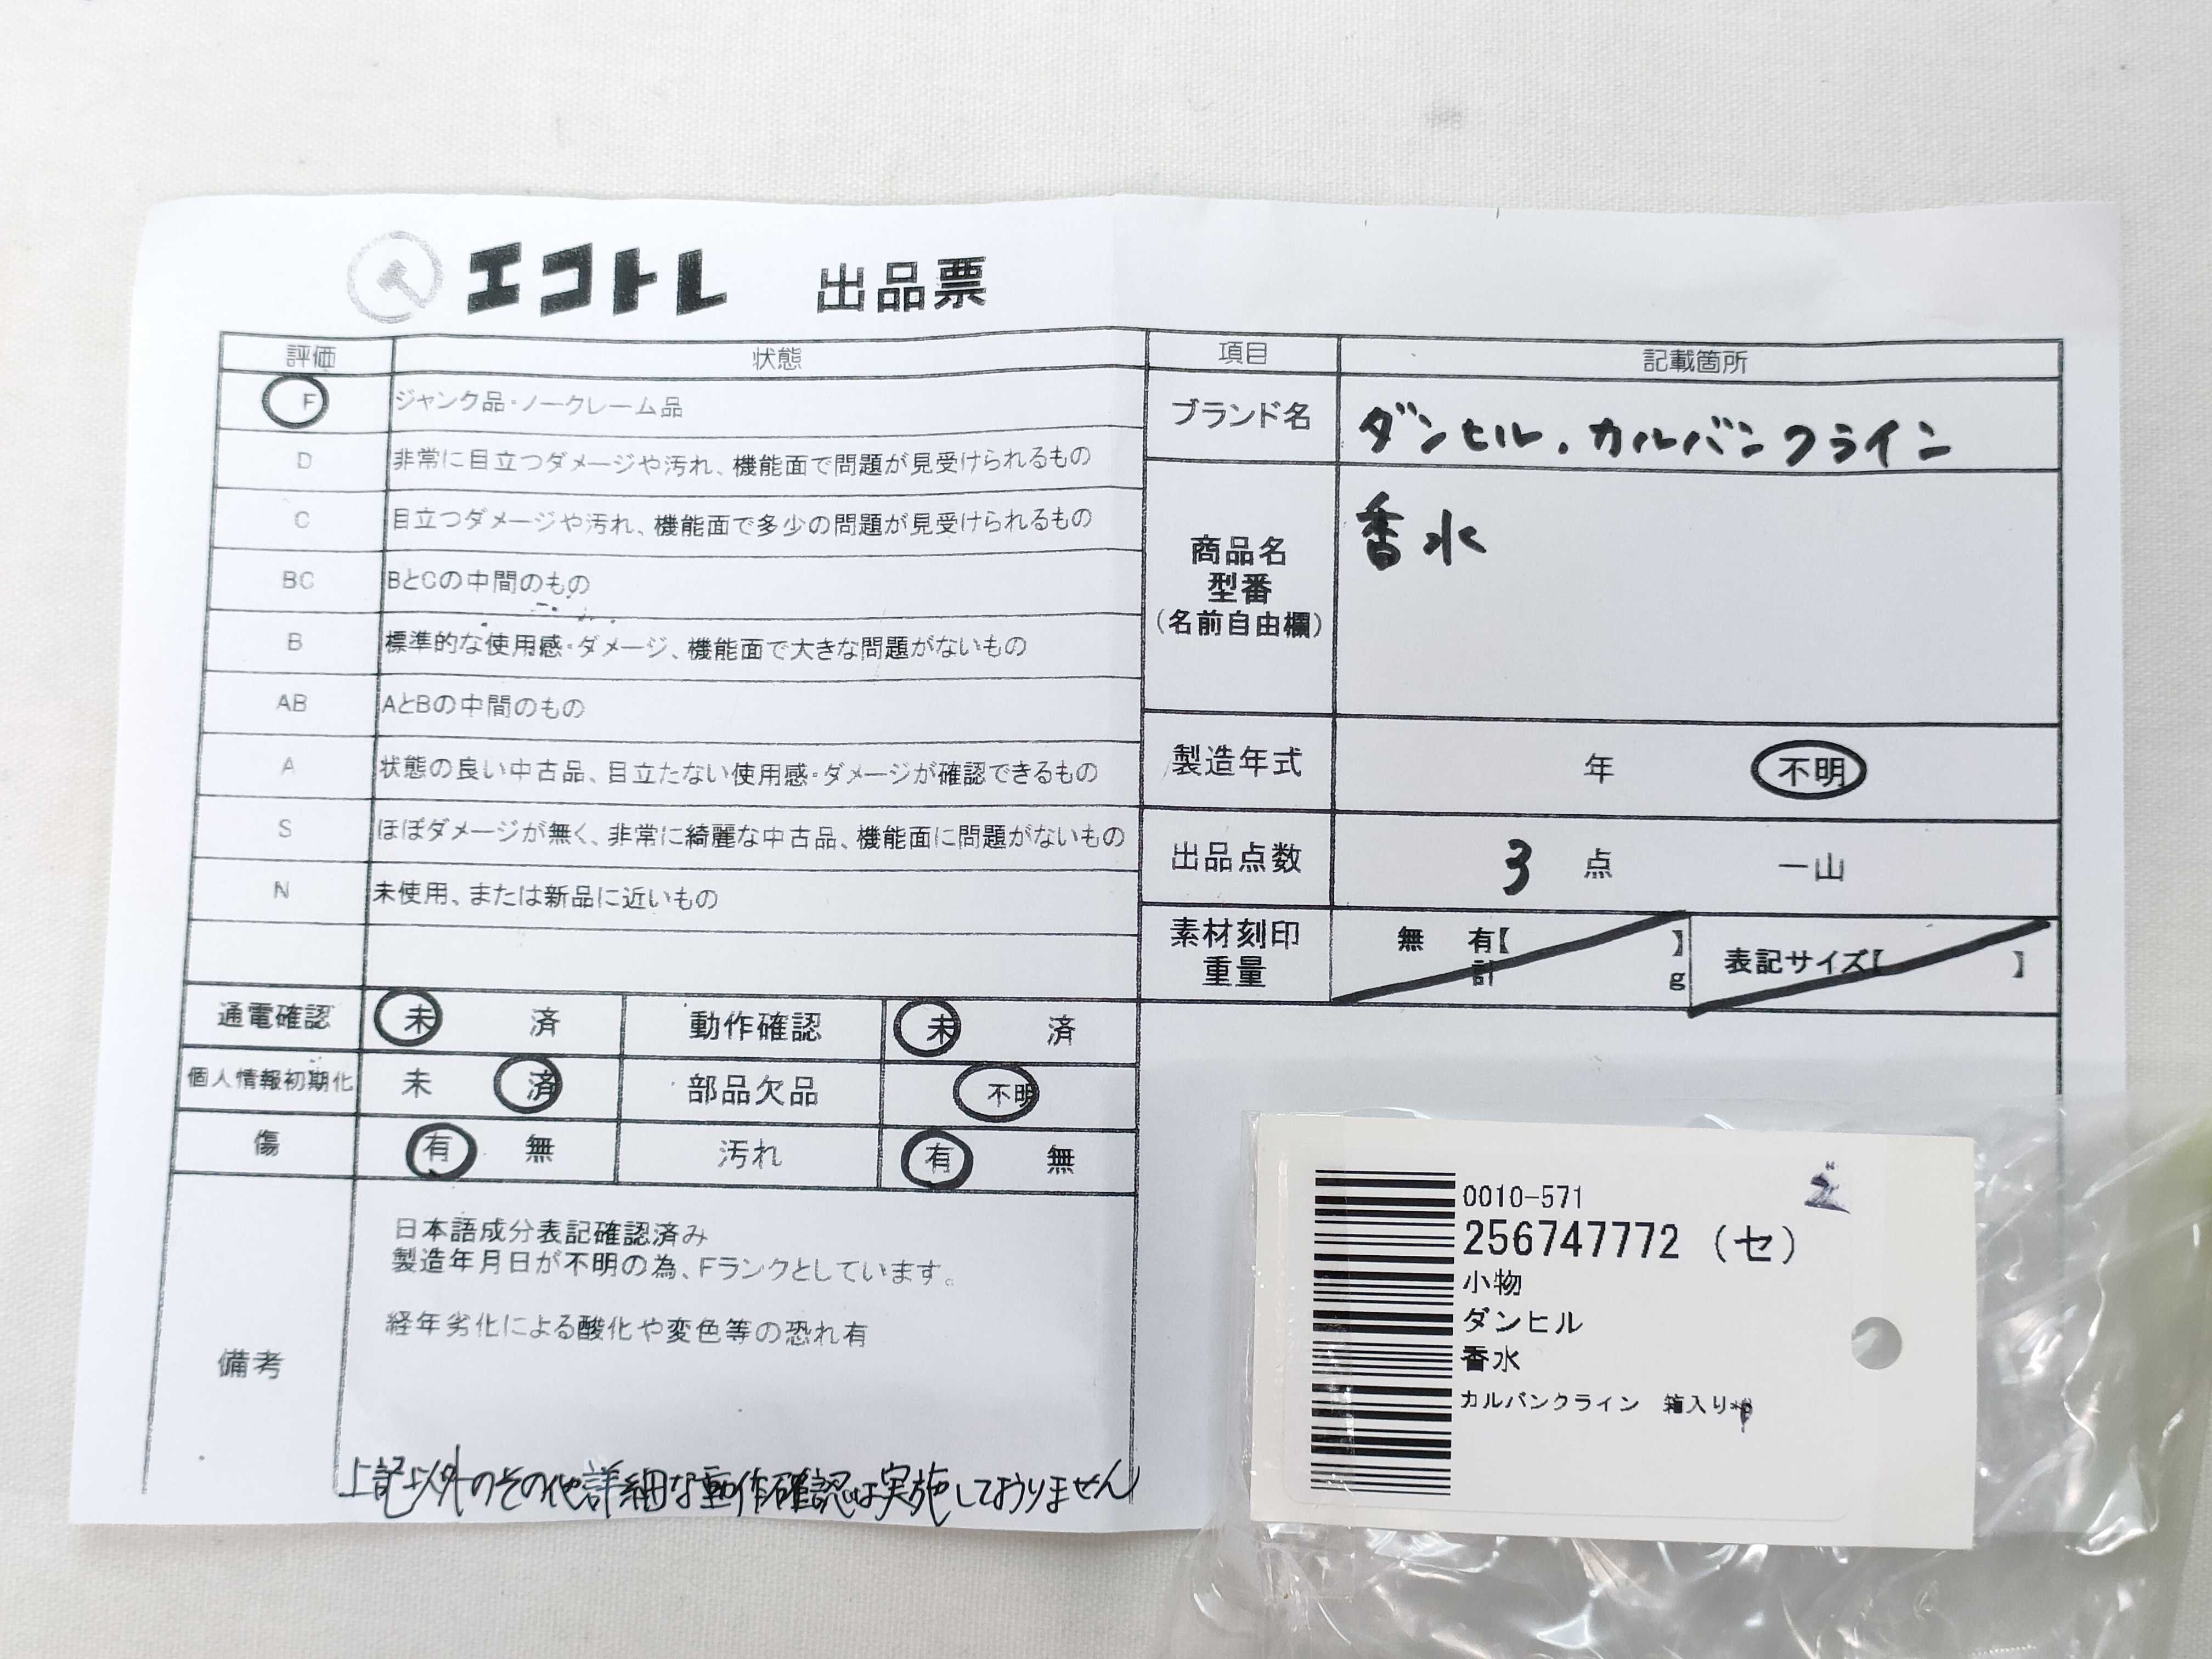 エコトレ 出品票
評価 状態
F ジャンク品・ノークレーム品
D 非常に目立つダメージや汚れ、機能面で問題が見受けられるもの
C 目立つダメージや汚れ、機能面で多少の問題が見受けられるもの
BC BとCの中間のもの
B 標準的な使用感・ダメージ、機能面で大きな問題がないもの
AB AとBの中間のもの
A 状態の良い中古品、目立たない使用感・ダメージが確認できるもの
S ほぼダメージが無く、非常に綺麗な中古品、機能面に問題がないもの
N 未使用、または新品に近いもの
通電確認 未 済 動作確認 未 済
個人情報初期化 未 済 部品欠品 不明
傷 有 無 汚れ 有 無
備考
日本語成分表記確認済み
製造年月日が不明の為、Fランクとしています。
経年劣化による酸化や変色等の恐れ有
上記以外のその他詳細な動作確認は実施しておりません
項目 記載箇所
ブランド名 ダンヒル.カルバンクライン
商品名
型番
(名前自由欄)
香水
製造年式 年 不明
出品点数 3 点 一山
素材刻印
重量
無 有【 】
計 g
表記サイズ【 】
0010-571
256747772 (セ)
小物
ダンヒル
香水
カルバンクライン 箱入り*
2